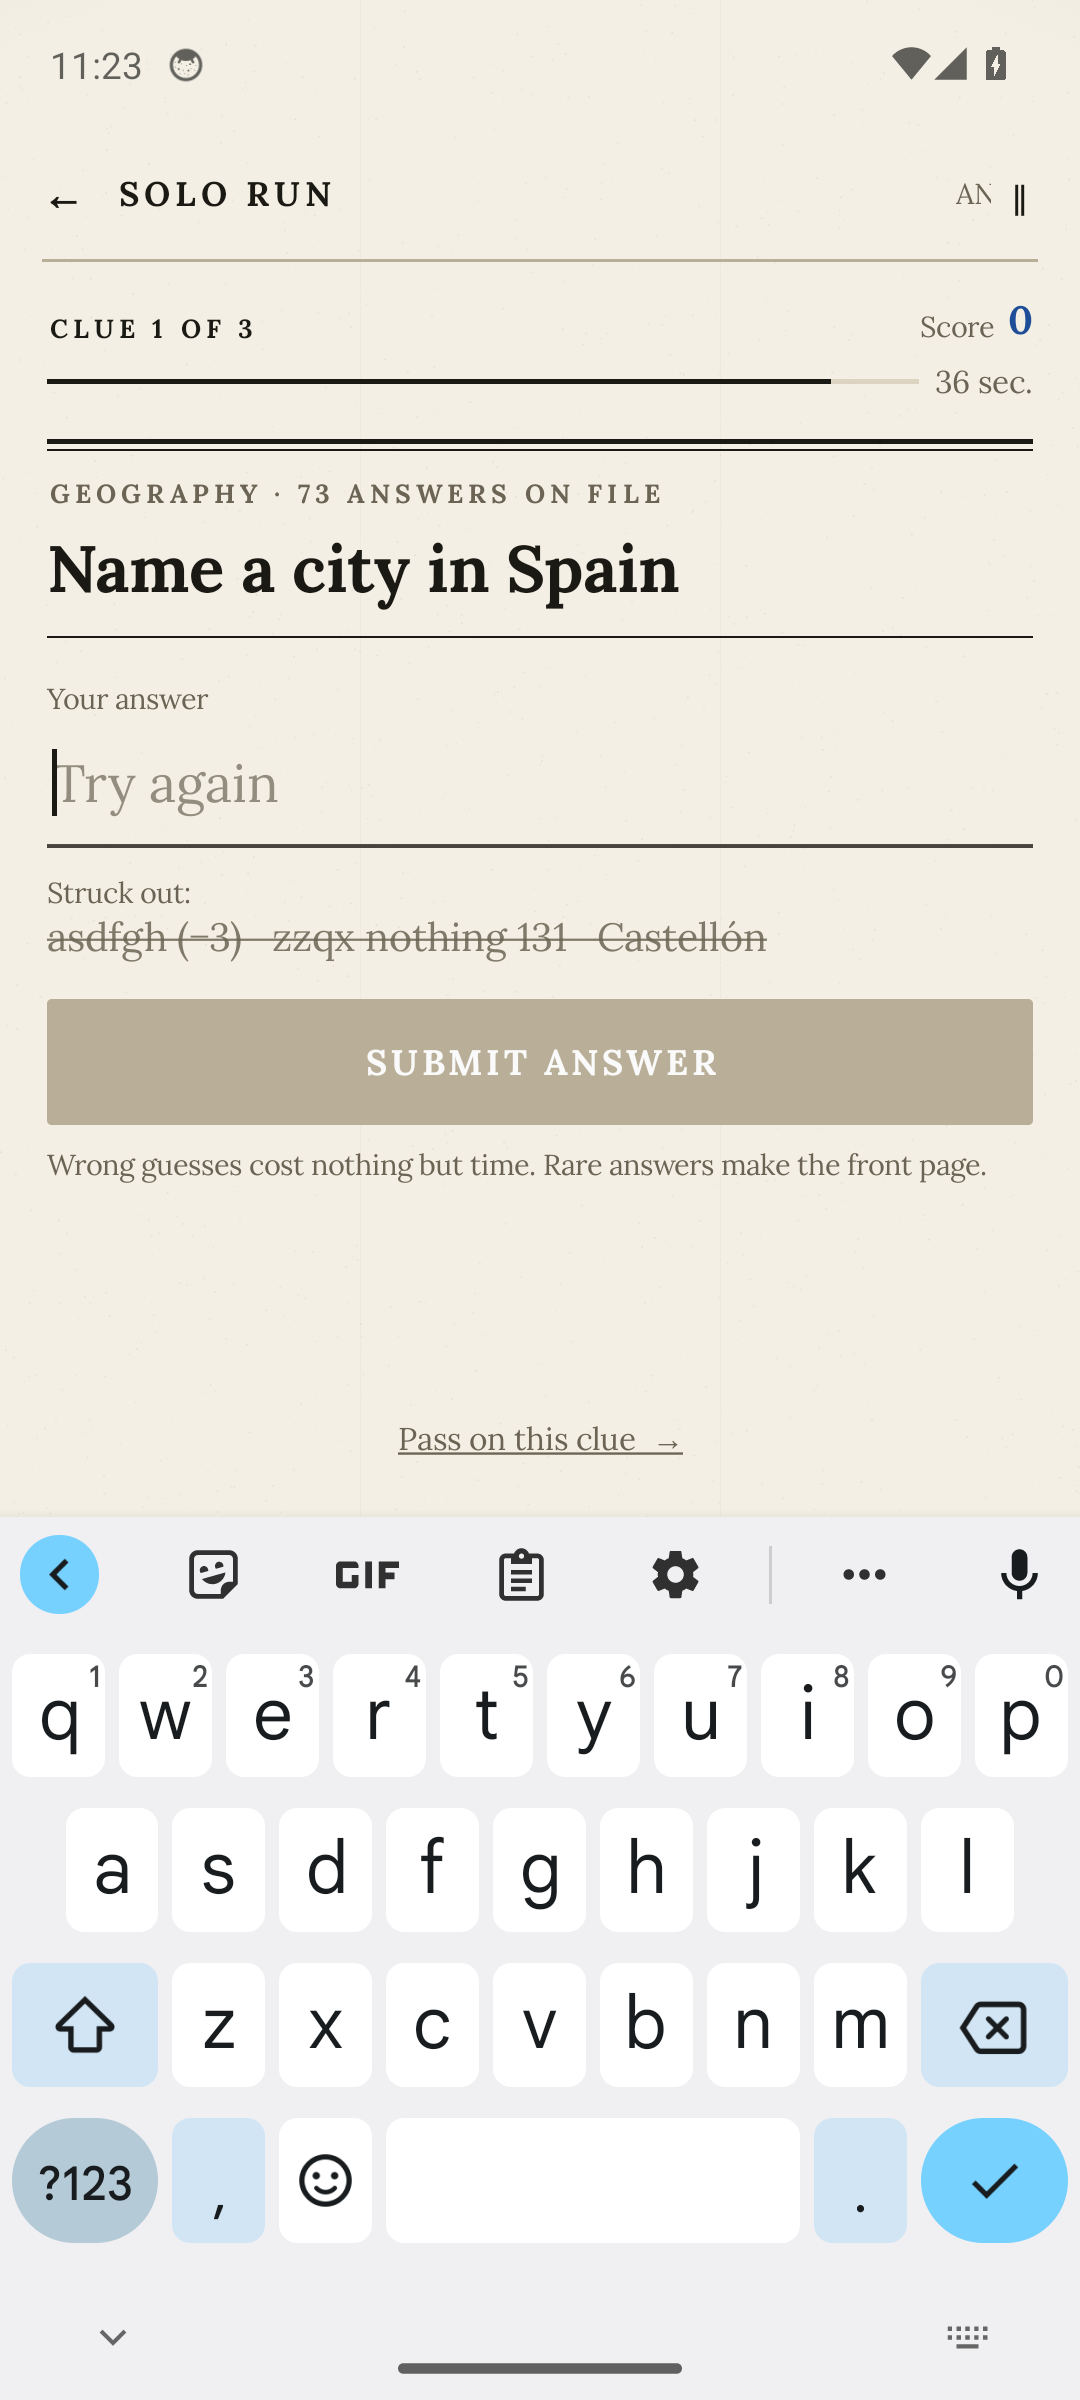 11:23
← SOLO RUN AN ||
CLUE 1 OF 3 Score 0
36 sec.
GEOGRAPHY · 73 ANSWERS ON FILE
Name a city in Spain
Your answer
Try again
Struck out:
asdfgh (−3) zzqx nothing 131 Castellón
SUBMIT ANSWER
Wrong guesses cost nothing but time. Rare answers make the front page.
Pass on this clue →
GIF
q1 w2 e3 r4 t5 y6 u7 i8 o9 p0
a s d f g h j k l
z x c v b n m
?123 , .